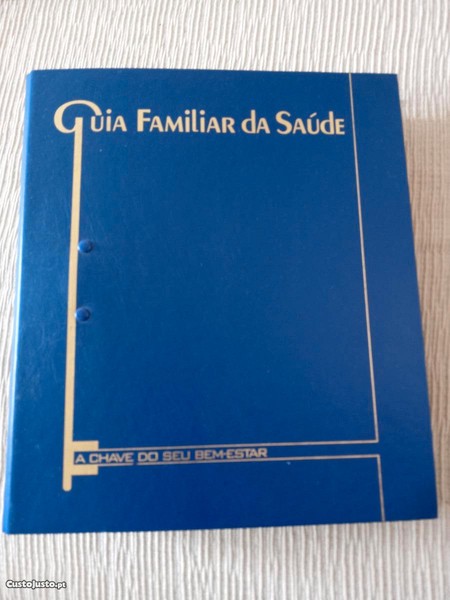 Guia Familiar da Saúde
A CHAVE DO SEU BEM-ESTAR
CustoJusto.pt